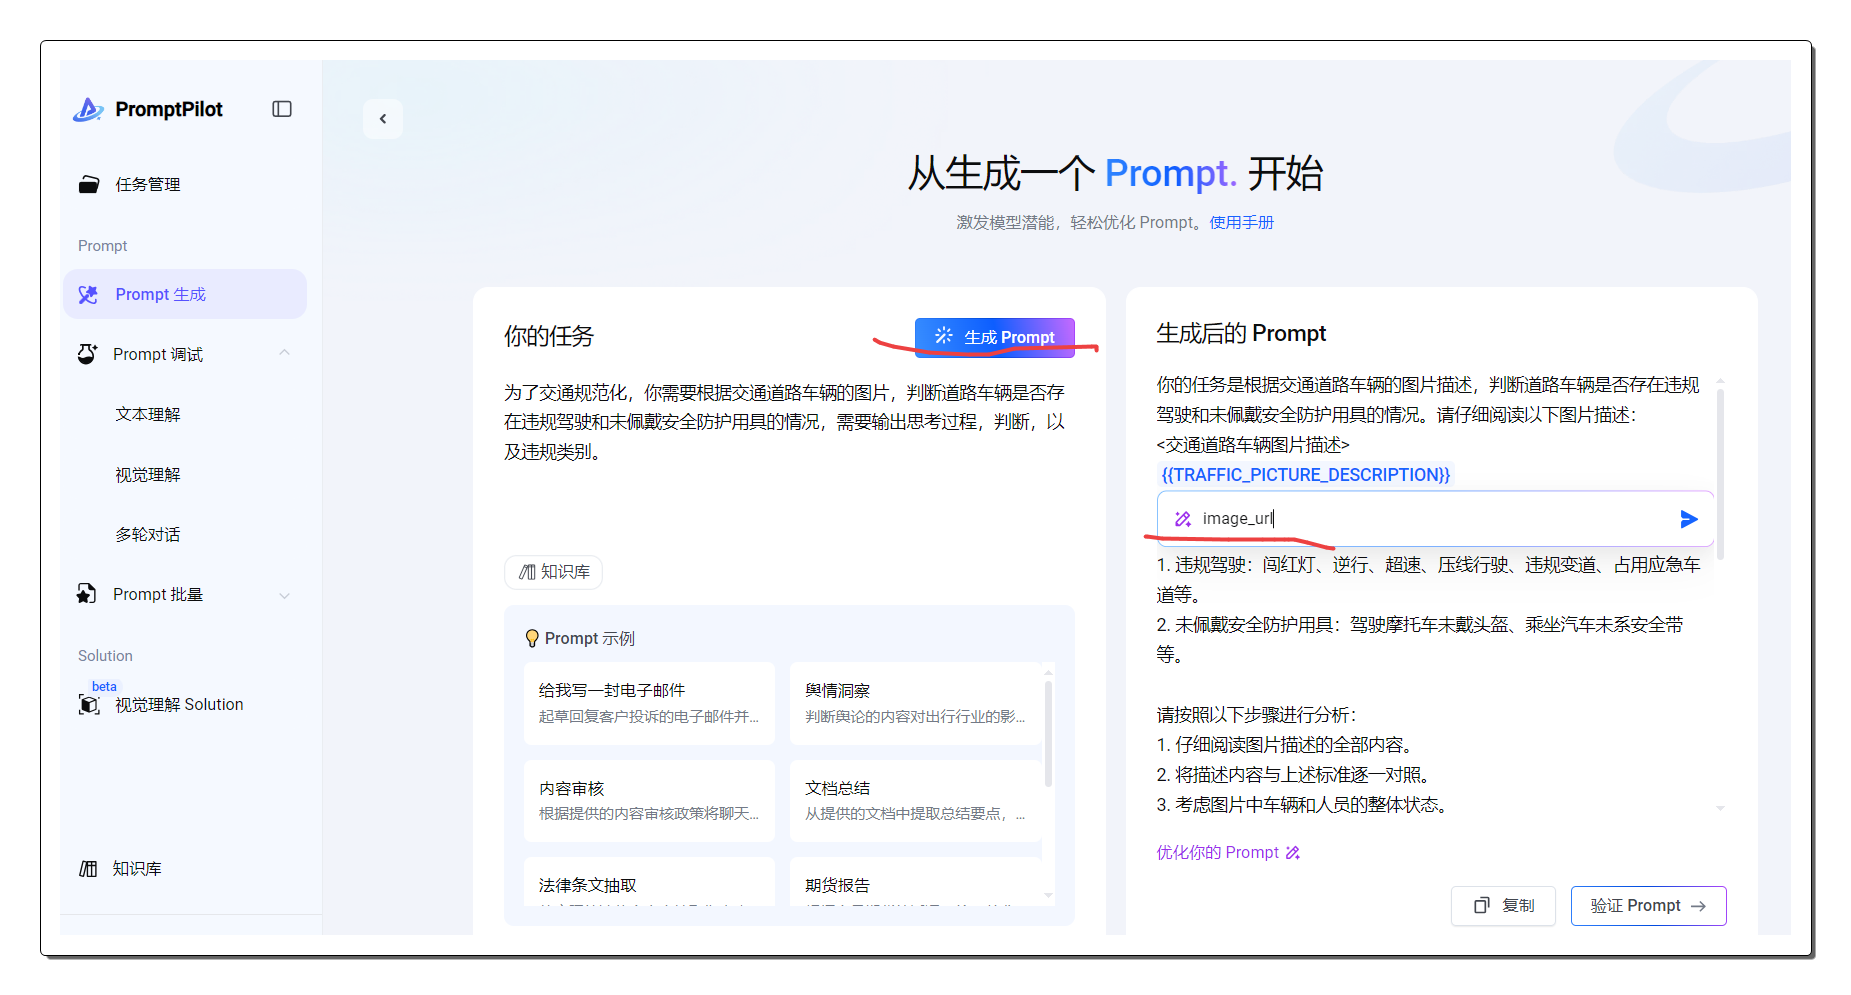 PromptPilot
任务管理
Prompt
Prompt 生成
Prompt 调试
文本理解
视觉理解
多轮对话
Prompt 批量
Solution
beta
视觉理解 Solution
知识库
从生成一个 Prompt. 开始
激发模型潜能，轻松优化 Prompt。使用手册
你的任务
生成 Prompt
为了交通规范化，你需要根据交通道路车辆的图片，判断道路车辆是否存
在违规驾驶和未佩戴安全防护用具的情况，需要输出思考过程，判断，以
及违规类别。
知识库
Prompt 示例
给我写一封电子邮件
起草回复客户投诉的电子邮件并...
舆情洞察
判断舆论的内容对出行行业的影...
内容审核
根据提供的内容审核政策将聊天...
文档总结
从提供的文档中提取总结要点，...
法律条文抽取
期货报告
生成后的 Prompt
你的任务是根据交通道路车辆的图片描述，判断道路车辆是否存在违规
驾驶和未佩戴安全防护用具的情况。请仔细阅读以下图片描述：
<交通道路车辆图片描述>
{{TRAFFIC_PICTURE_DESCRIPTION}}
image_url
1. 违规驾驶：闯红灯、逆行、超速、压线行驶、违规变道、占用应急车
道等。
2. 未佩戴安全防护用具：驾驶摩托车未戴头盔、乘坐汽车未系安全带
等。
请按照以下步骤进行分析：
1. 仔细阅读图片描述的全部内容。
2. 将描述内容与上述标准逐一对照。
3. 考虑图片中车辆和人员的整体状态。
优化你的 Prompt
复制
验证 Prompt